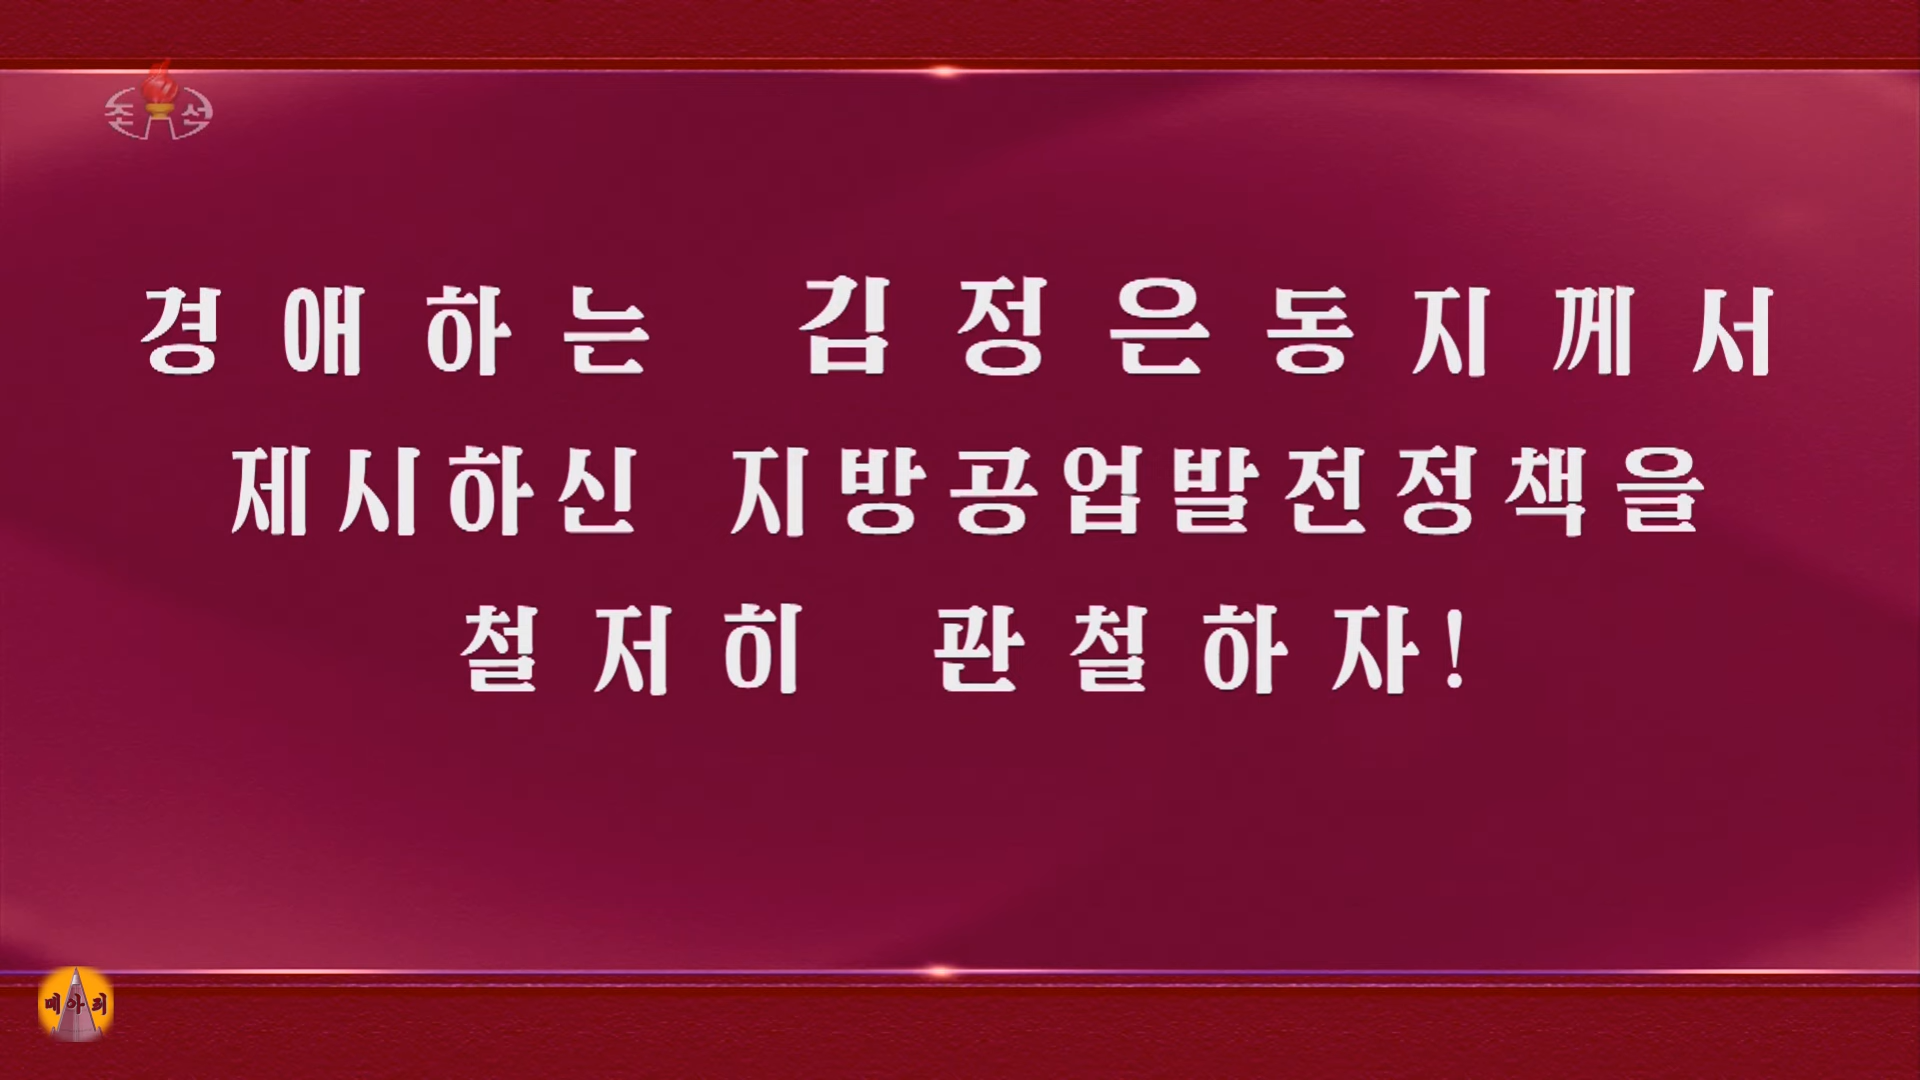 조선
경애하는 김정은동지께서
제시하신 지방공업발전정책을
철저히 관철하자!
메아리